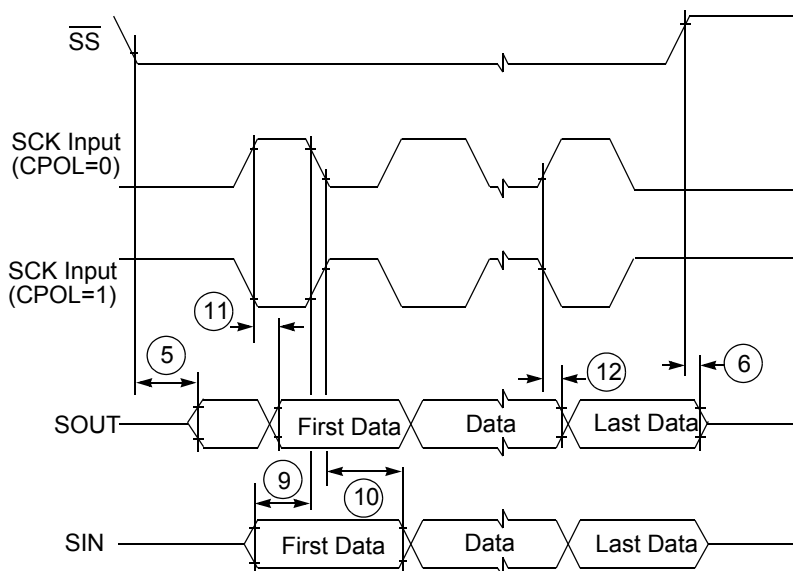 SS
SCK Input
(CPOL=0)
SCK Input
(CPOL=1)
11
5
12
6
SOUT
First Data
Data
Last Data
9
10
SIN
First Data
Data
Last Data